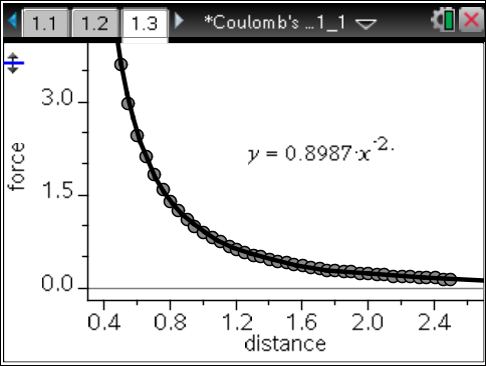 1.1 1.2 1.3 *Coulomb's ...1_1
3.0
1.5
0.0
force
y = 0.8987·x^-2.
0.4 0.8 1.2 1.6 2.0 2.4
distance